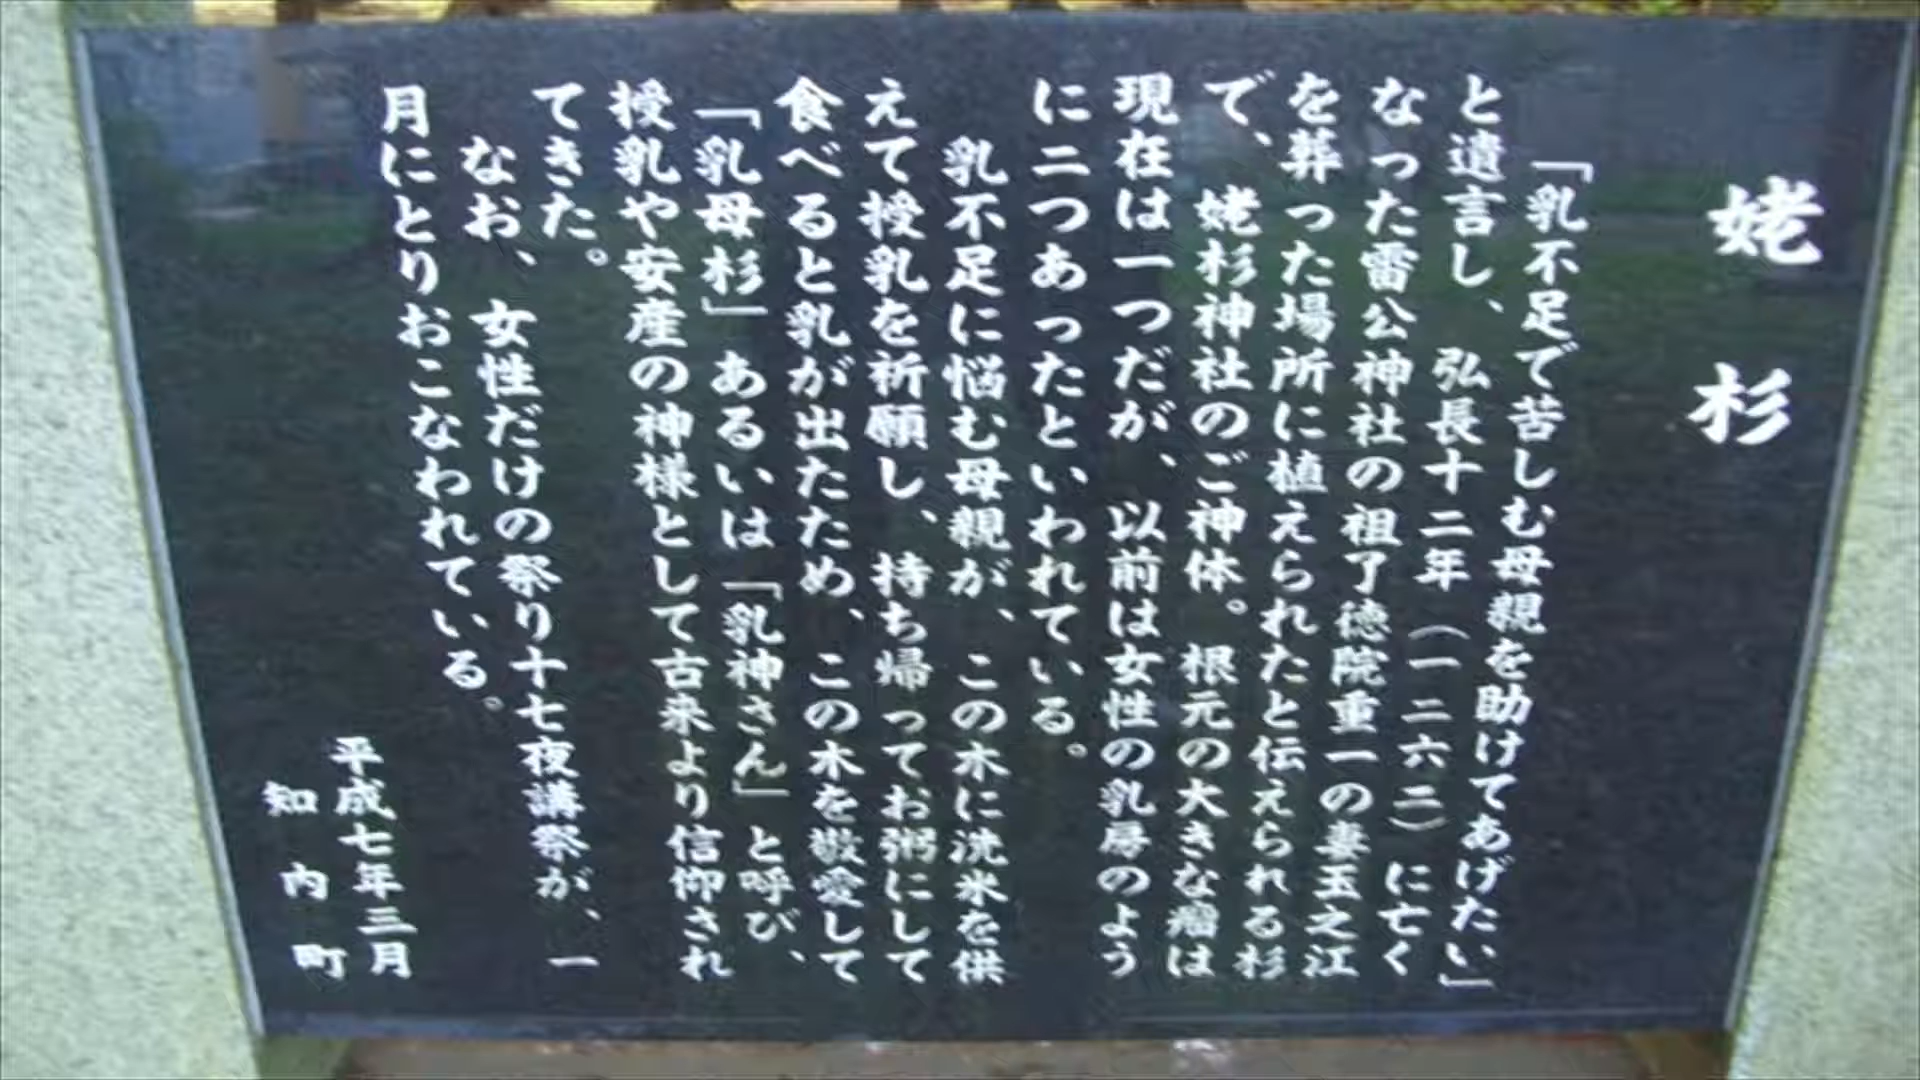 姥杉
「乳不足で苦しむ母親を助けてあげたい」
と遺言し、弘長十二年（一二六二）に亡く
なった雷公神社の祖了徳院重一の妻玉之江
を葬った場所に植えられたと伝えられる杉
で、姥杉神社のご神体。根元の大きな瘤は
現在は一つだが、以前は女性の乳房のよう
に二つあったといわれている。
乳不足に悩む母親が、この木に洗米を供
えて授乳を祈願し、持ち帰ってお粥にして
食べると乳が出たため、この木を敬愛して
「乳母杉」あるいは「乳神さん」と呼び、
授乳や安産の神様として古来より信仰され
てきた。
なお、女性だけの祭り十七夜講祭が、一
月にとりおこなわれている。
平成七年三月
知内町